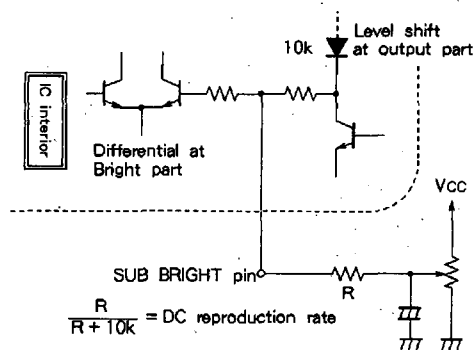 Level shift
at output part
10k
IC interior
Differential at
Bright part
VCC
SUB BRIGHT pin
R
R
R + 10k
= DC reproduction rate